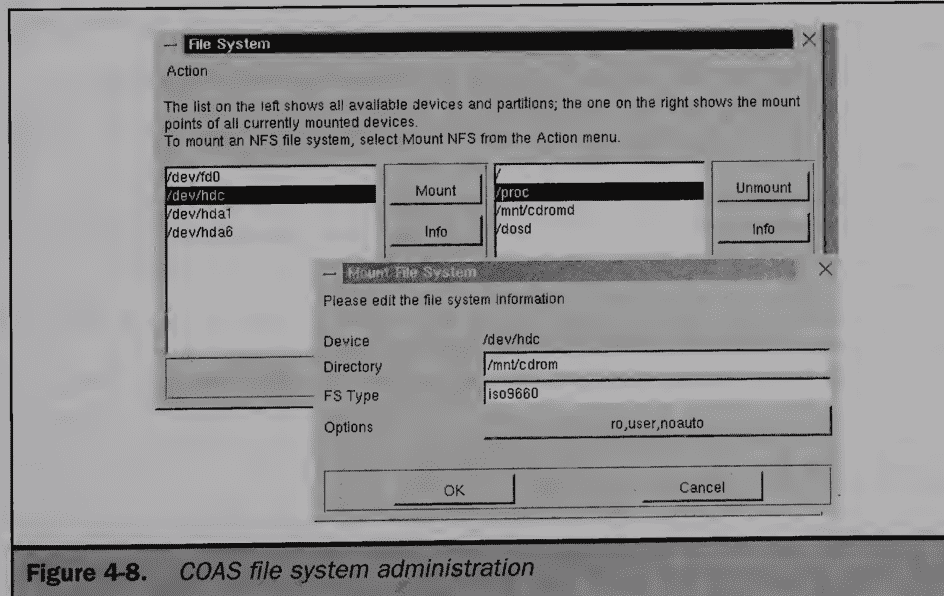 File System
Action
The list on the left shows all available devices and partitions; the one on the right shows the mount
points of all currently mounted devices.
To mount an NFS file system, select Mount NFS from the Action menu.
/dev/fd0
/dev/hdc
/dev/hda1
/dev/hda6
Mount
Info
/
/proc
/mnt/cdromd
/dosd
Unmount
Info
Mount File System
Please edit the file system information
Device /dev/hdc
Directory /mnt/cdrom
FS Type iso9660
Options ro,user,noauto
OK Cancel
Figure 4-8. COAS file system administration